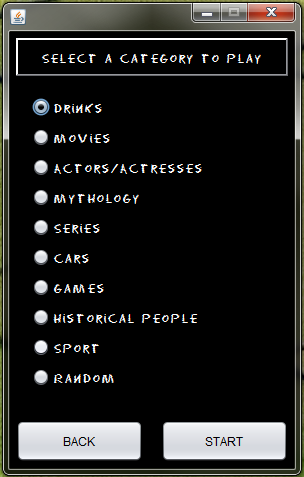 SELECT A CATEGORY TO PLAY
DRINKS
MOVIES
ACTORS/ACTRESSES
MYTHOLOGY
SERIES
CARS
GAMES
HISTORICAL PEOPLE
SPORT
RANDOM
BACK START